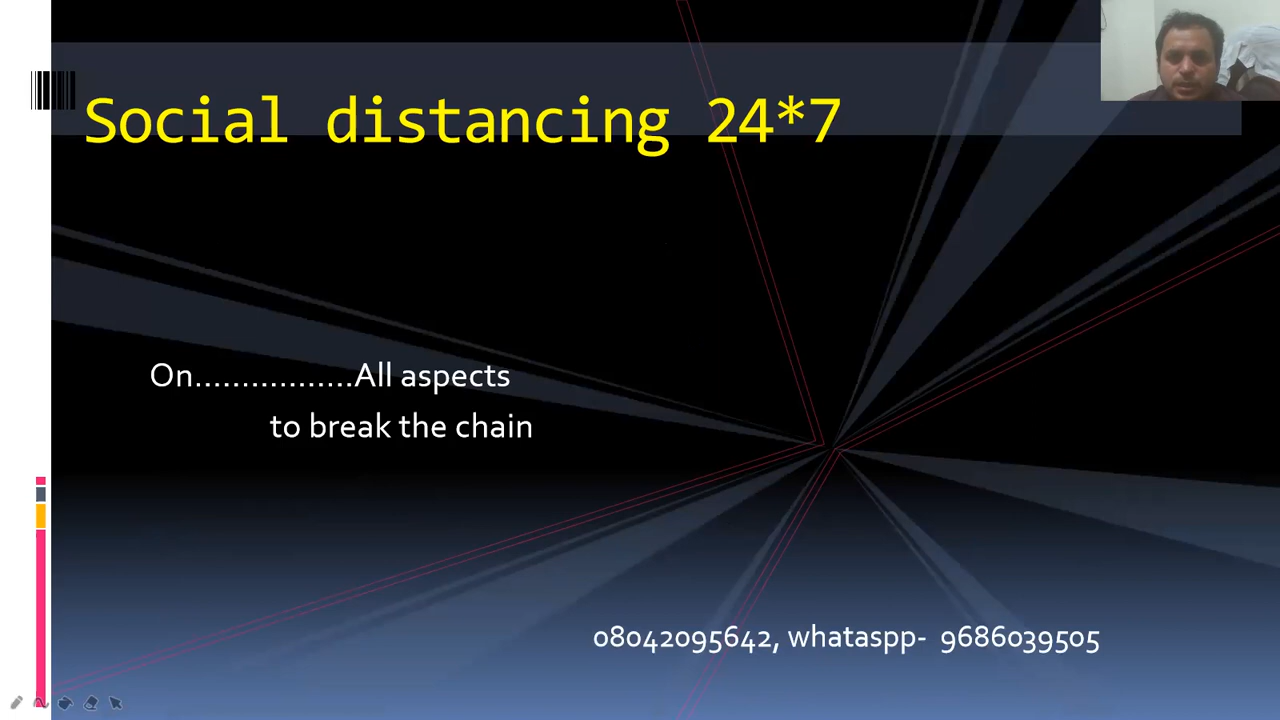 Social distancing 24*7
On.................All aspects
to break the chain
08042095642, whataspp- 9686039505